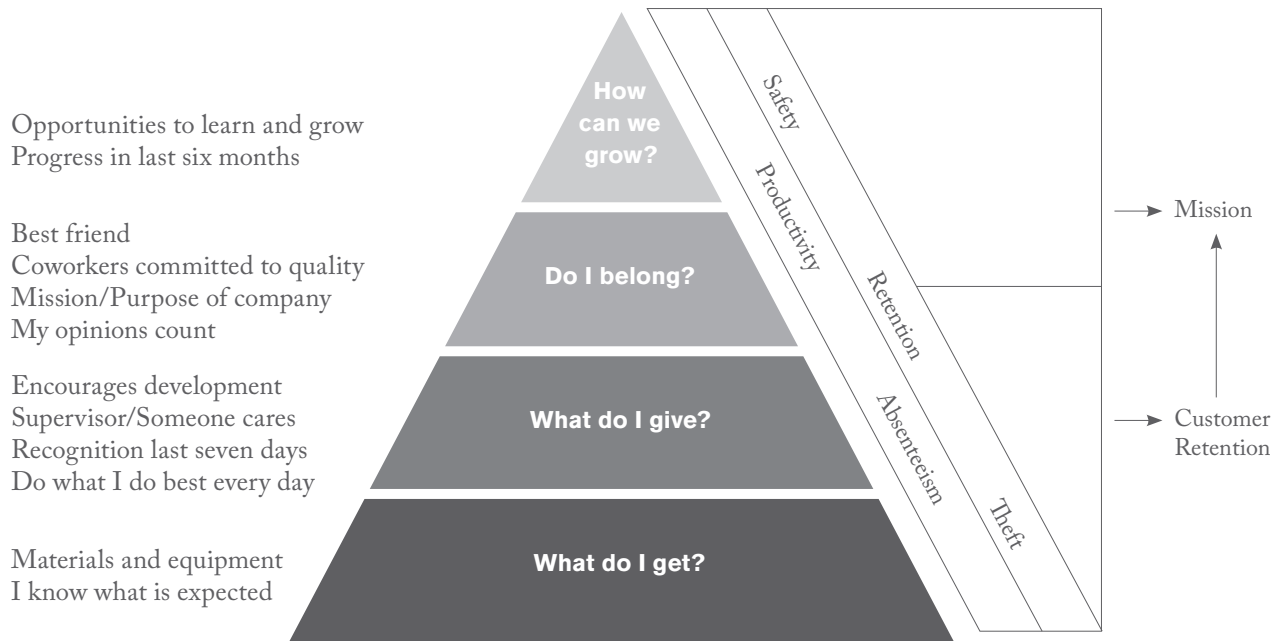 Opportunities to learn and grow
Progress in last six months
Best friend
Coworkers committed to quality
Mission/Purpose of company
My opinions count
Encourages development
Supervisor/Someone cares
Recognition last seven days
Do what I do best every day
Materials and equipment
I know what is expected
How
can we
grow?
Do I belong?
What do I give?
What do I get?
Productivity
Absenteeism
Safety
Retention
Theft
Mission
Customer
Retention